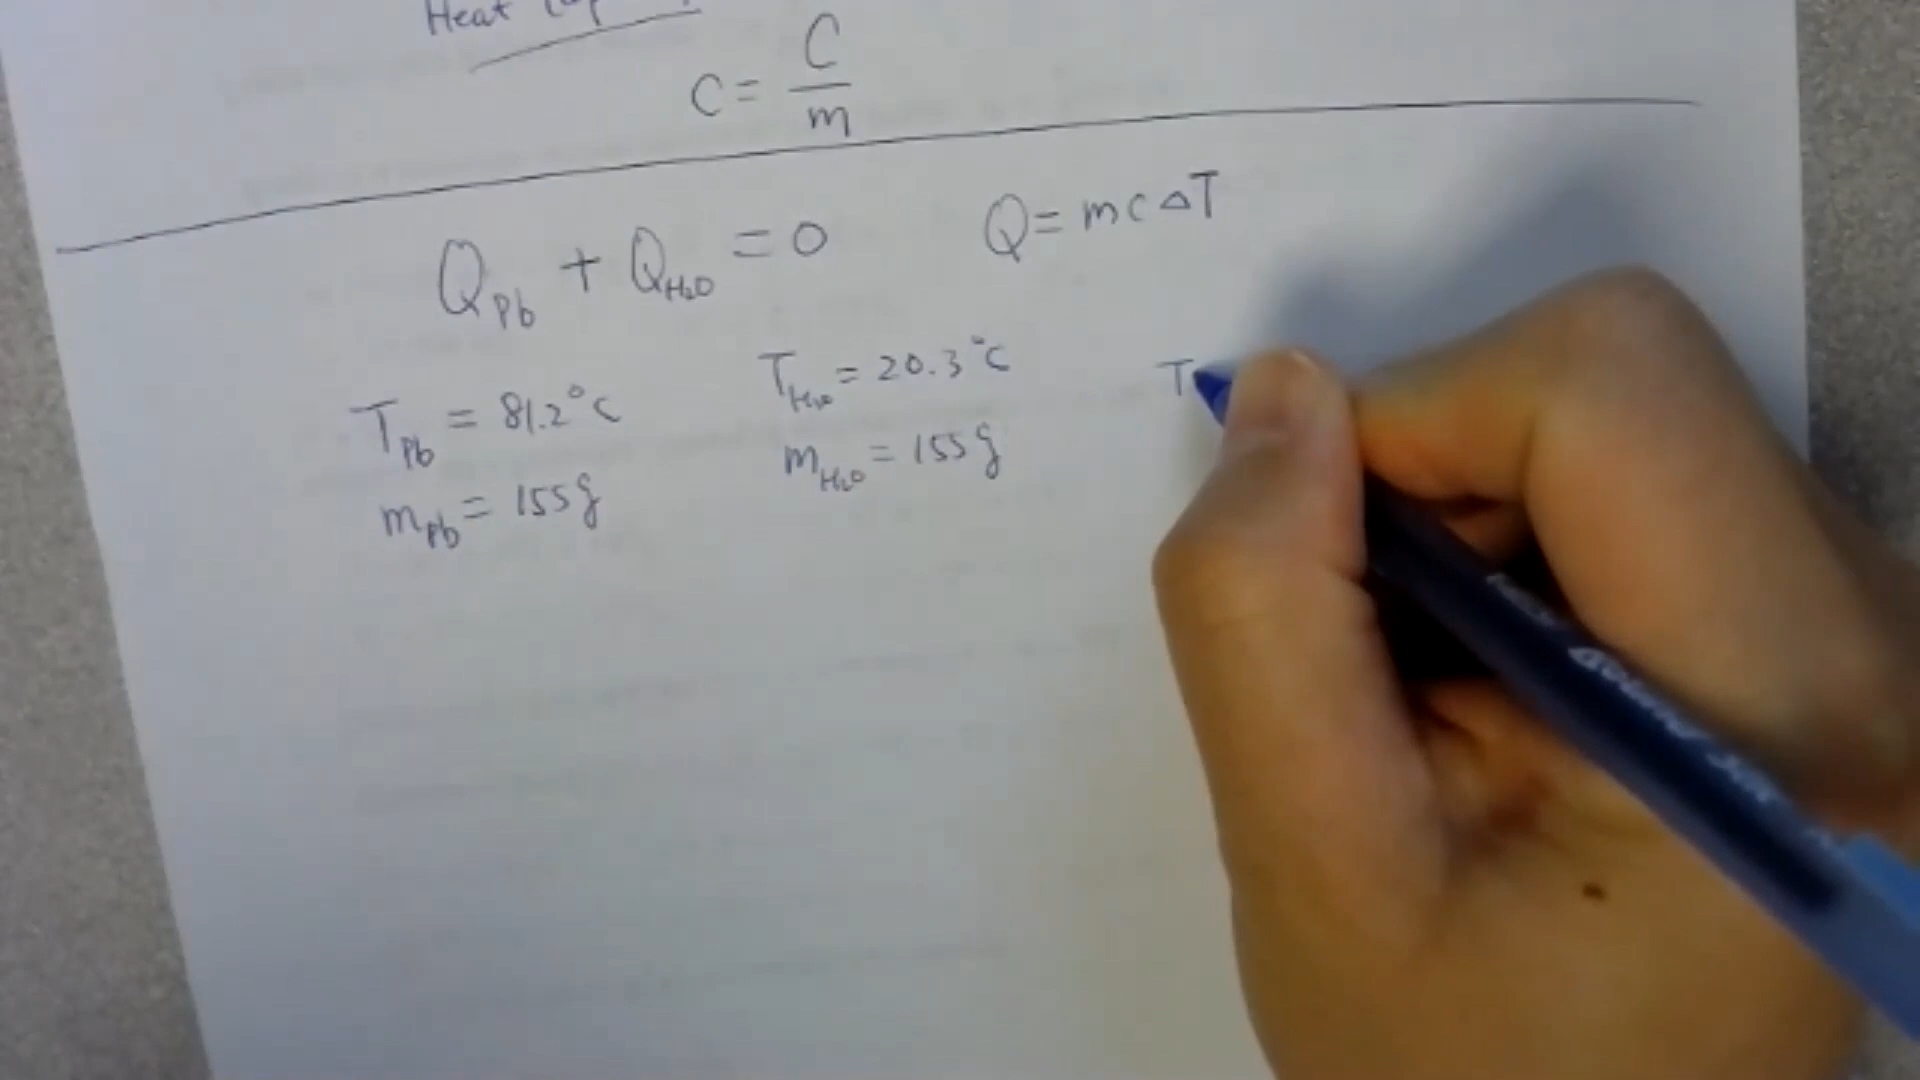 Heat
c = C/m
Q_Pb + Q_H₂O = 0
Q = mcΔT
T_Pb = 81.2°C
m_Pb = 155g
T_H₂O = 20.3°C
m_H₂O = 155g
T